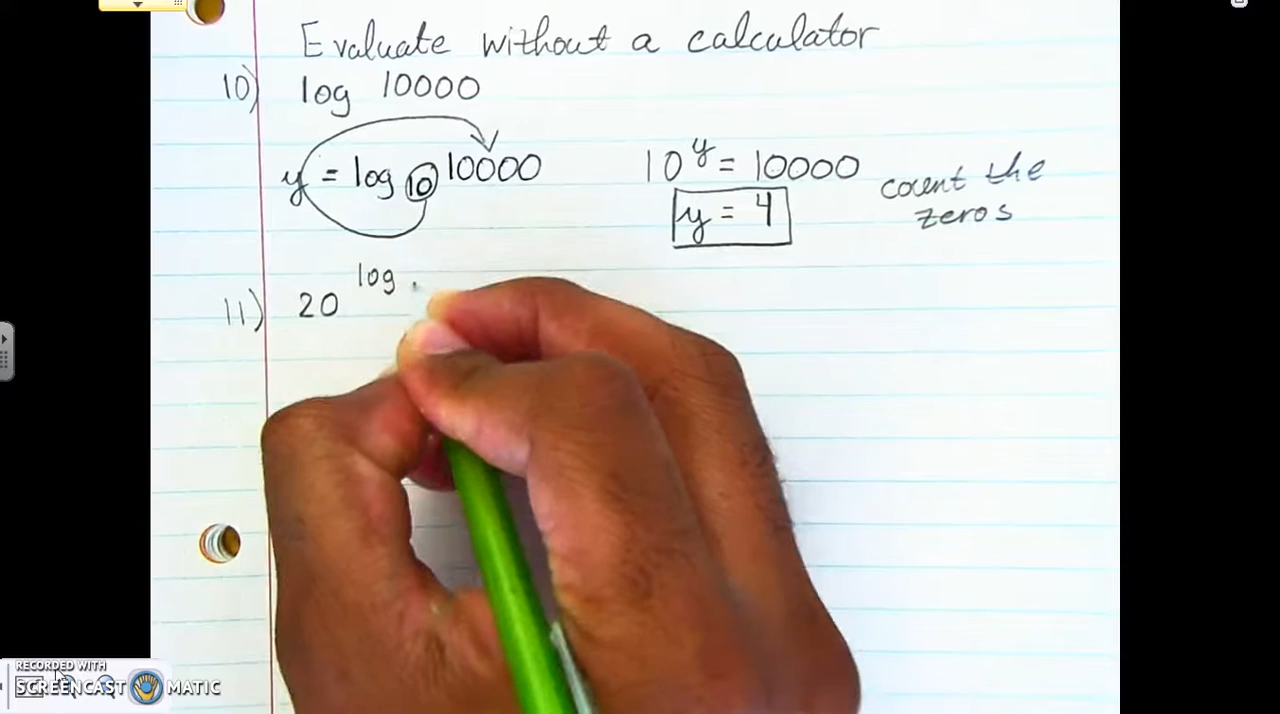 Evaluate without a calculator
10) log 10000
y = log 10 10000
10^y = 10000
count the
zeros
y = 4
11) 20 log
RECORDED WITH
SCREENCAST MATIC